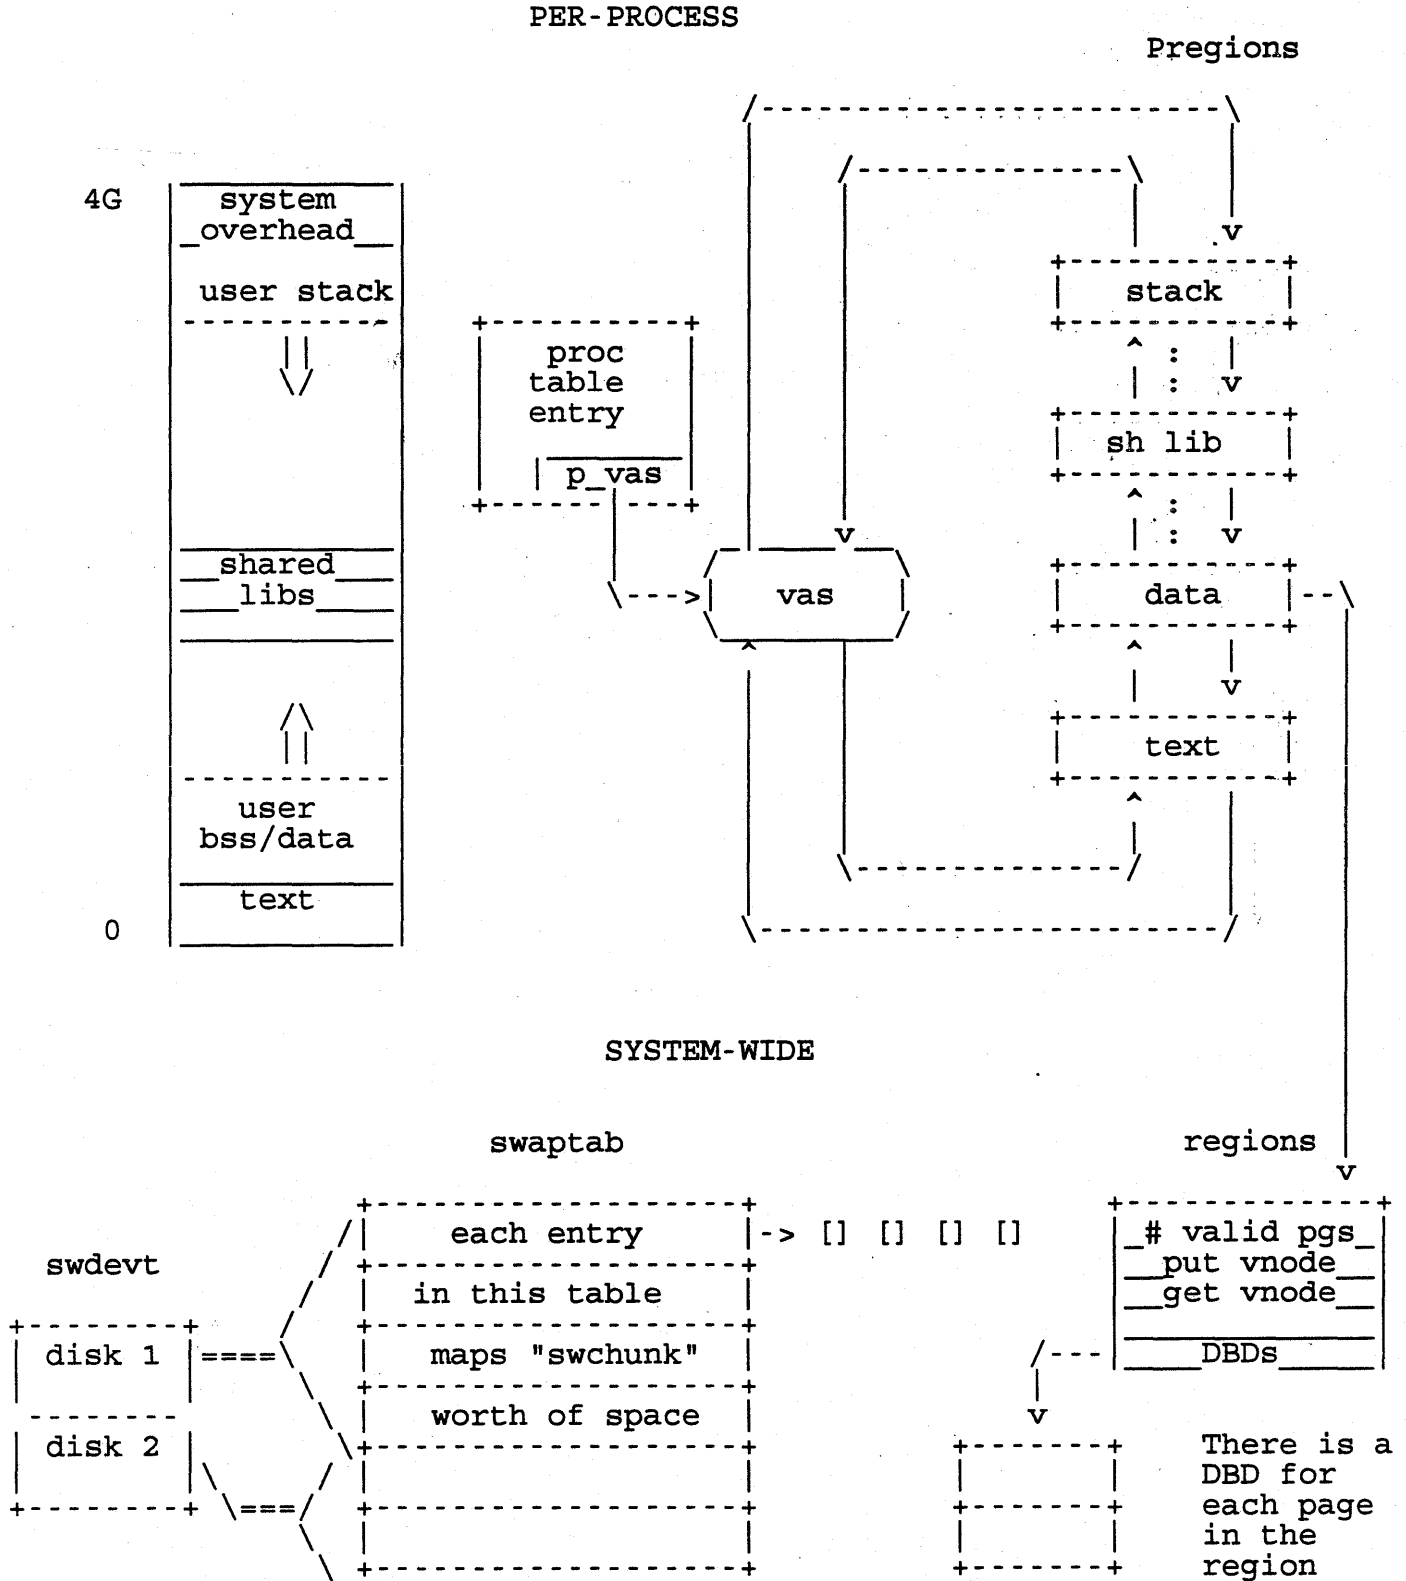 PER-PROCESS
Pregions
4G
system
overhead
user stack
stack
proc
table
entry
p_vas
sh lib
shared
libs
vas
data
text
user
bss/data
text
0
SYSTEM-WIDE
swaptab
regions
each entry
-> [] [] [] []
# valid pgs
swdevt
put vnode
in this table
get vnode
disk 1
maps "swchunk"
DBDs
worth of space
disk 2
There is a
DBD for
each page
in the
region